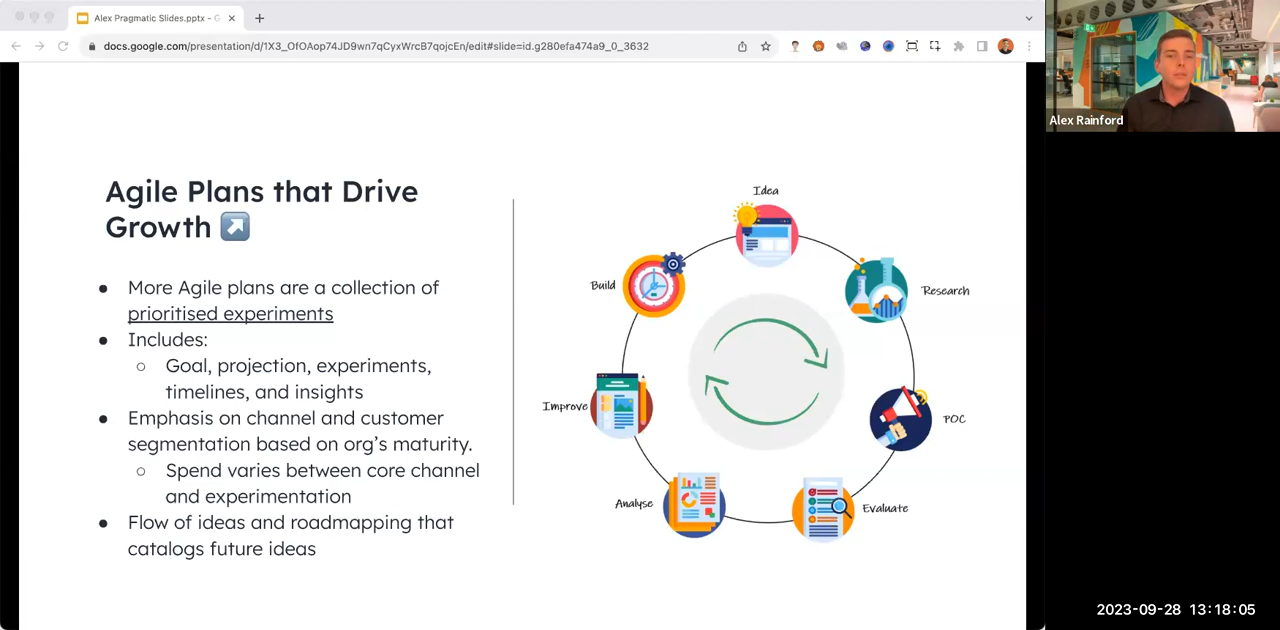 Alex Pragmatic Slides.pptx - G
docs.google.com/presentation/d/1X3_OfOAop74JD9wn7qCyxWrcB7qojcEn/edit#slide=id.g280efa474a9_0_3632
Alex Rainford
Agile Plans that Drive
Growth
More Agile plans are a collection of
prioritised experiments
Includes:
Goal, projection, experiments,
timelines, and insights
Emphasis on channel and customer
segmentation based on org’s maturity.
Spend varies between core channel
and experimentation
Flow of ideas and roadmapping that
catalogs future ideas
Idea
Research
POC
Evaluate
Analyse
Improve
Build
2023-09-28 13:18:05